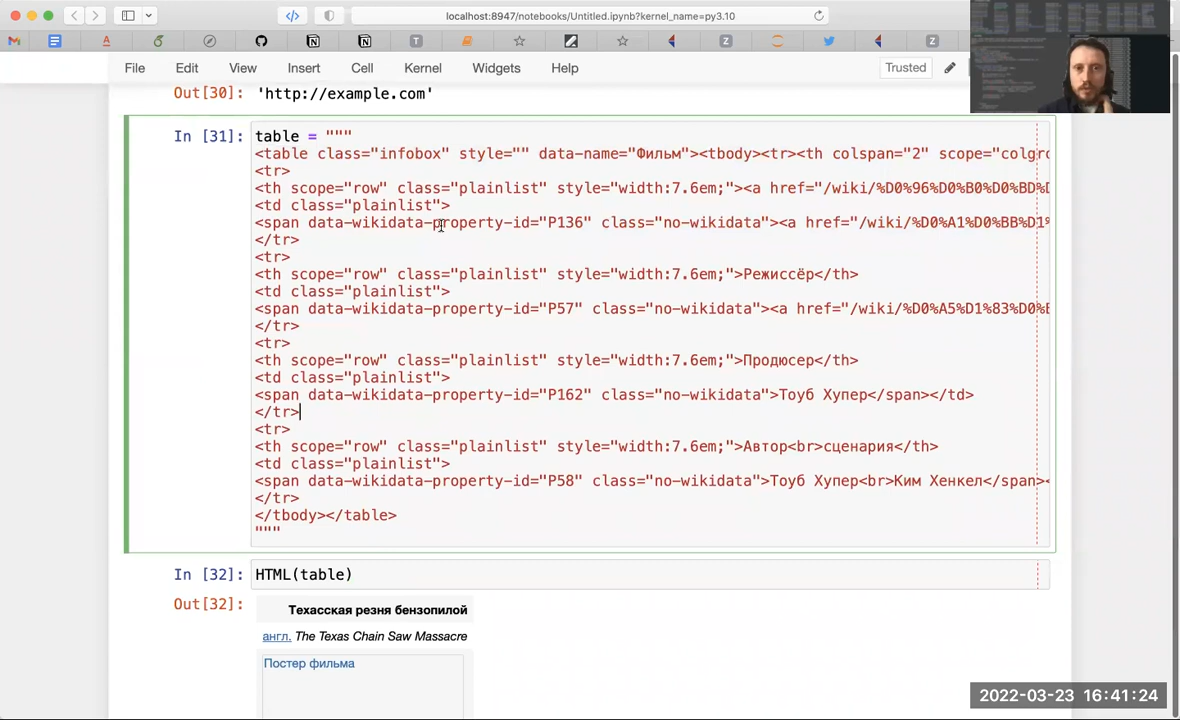 localhost:8947/notebooks/Untitled.ipynb?kernel_name=py3.10
File Edit View Insert Cell Kernel Widgets Help Trusted
Out[30]: 'http://example.com'
In [31]: table = """
<table class="infobox" style="" data-name="Фильм"><tbody><tr><th colspan="2" scope="colgro
<tr>
<th scope="row" class="plainlist" style="width:7.6em;"><a href="/wiki/%D0%96%D0%B0%D0%BD%D
<td class="plainlist">
<span data-wikidata-property-id="P136" class="no-wikidata"><a href="/wiki/%D0%A1%D0%BB%D1%
</tr>
<tr>
<th scope="row" class="plainlist" style="width:7.6em;">Режиссёр</th>
<td class="plainlist">
<span data-wikidata-property-id="P57" class="no-wikidata"><a href="/wiki/%D0%A5%D1%83%D0%B
</tr>
<tr>
<th scope="row" class="plainlist" style="width:7.6em;">Продюсер</th>
<td class="plainlist">
<span data-wikidata-property-id="P162" class="no-wikidata">Тоуб Хупер</span></td>
</tr>
<tr>
<th scope="row" class="plainlist" style="width:7.6em;">Автор<br>сценария</th>
<td class="plainlist">
<span data-wikidata-property-id="P58" class="no-wikidata">Тоуб Хупер<br>Ким Хенкел</span><
</tr>
</tbody></table>
"""
In [32]: HTML(table)
Out[32]: Техасская резня бензопилой
англ. The Texas Chain Saw Massacre
Постер фильма
2022-03-23 16:41:24